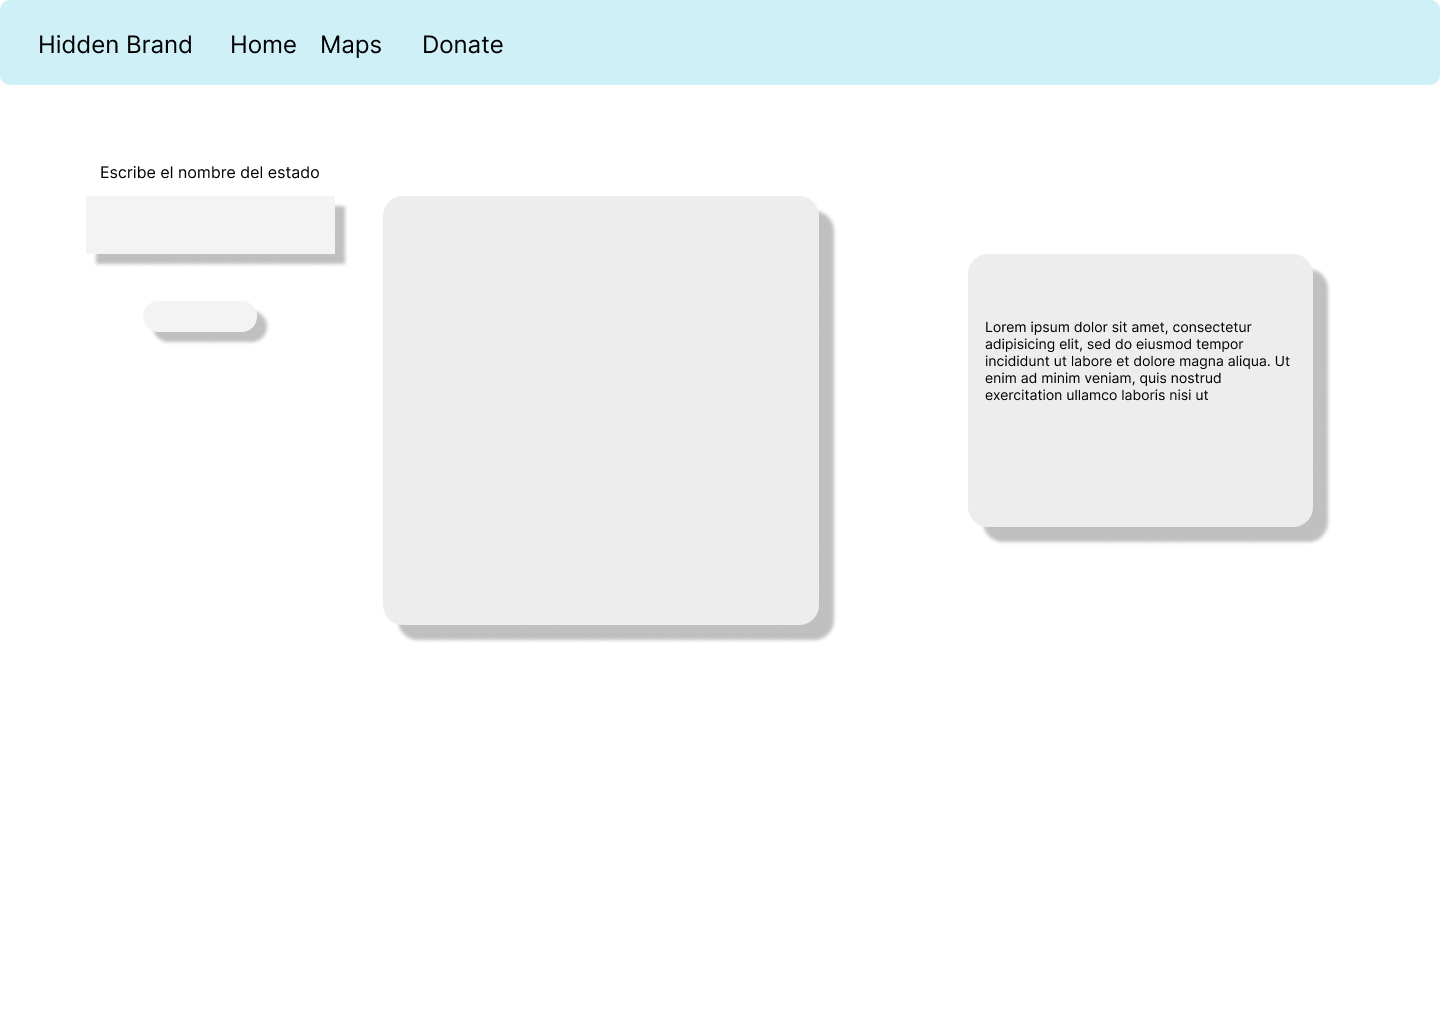 Hidden Brand Home Maps Donate
Escribe el nombre del estado
Lorem ipsum dolor sit amet, consectetur
adipisicing elit, sed do eiusmod tempor
incididunt ut labore et dolore magna aliqua. Ut
enim ad minim veniam, quis nostrud
exercitation ullamco laboris nisi ut